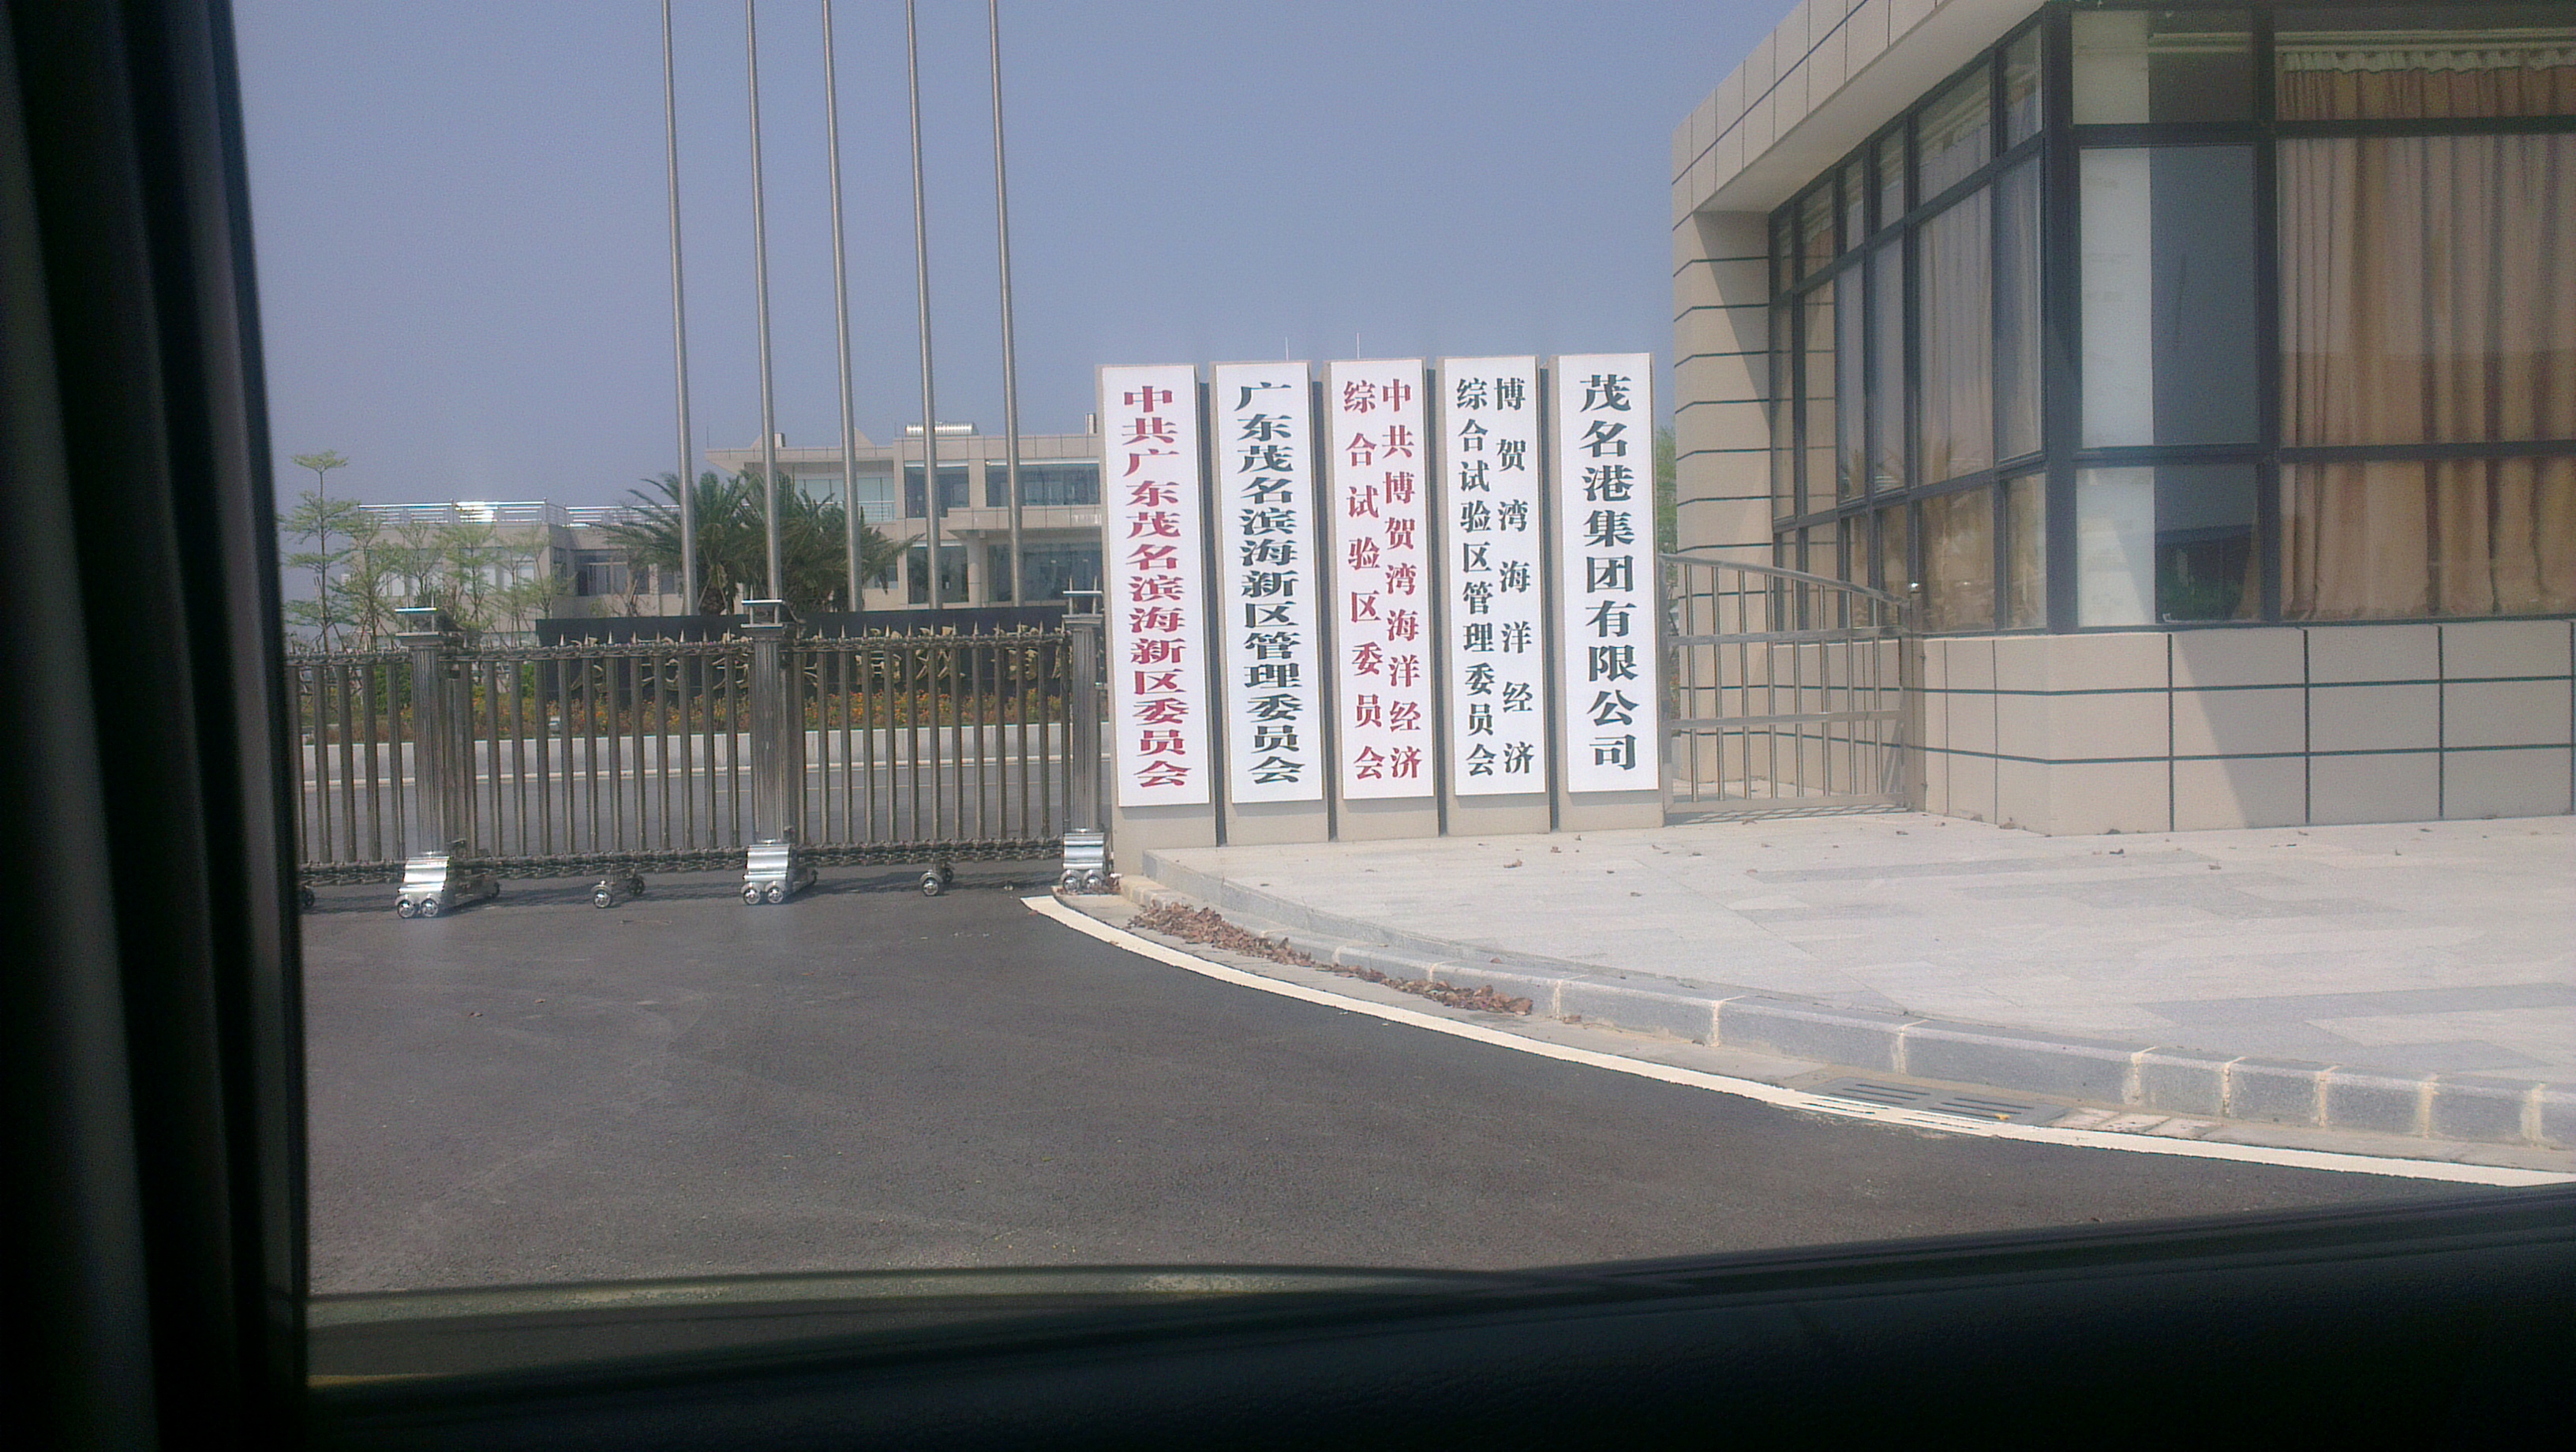 中共广东茂名滨海新区委员会
广东茂名滨海新区管理委员会
中共博贺湾海洋经济
综合试验区委员会
博贺湾海洋经济
综合试验区管理委员会
茂名港集团有限公司